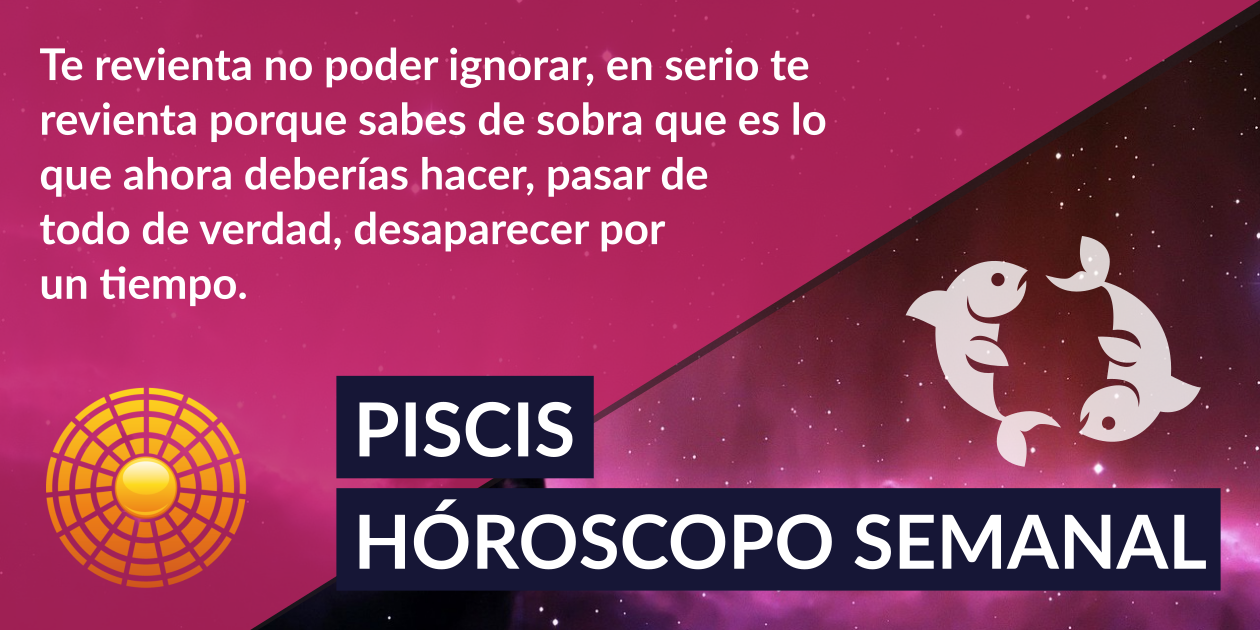 Te revienta no poder ignorar, en serio te
revienta porque sabes de sobra que es lo
que ahora deberías hacer, pasar de
todo de verdad, desaparecer por
un tiempo.
PISCIS
HÓROSCOPO SEMANAL